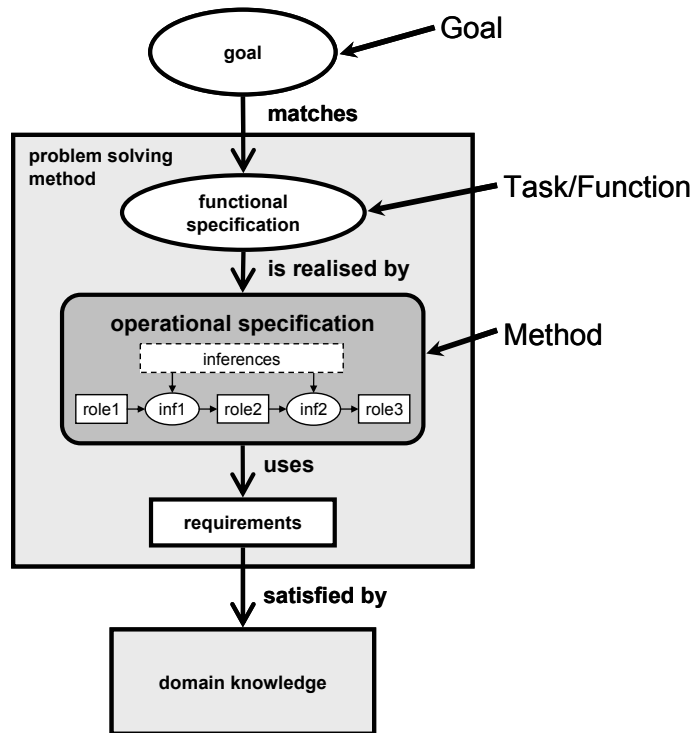 goal
Goal
matches
problem solving
method
functional
specification
Task/Function
is realised by
operational specification
inferences
role1 inf1 role2 inf2 role3
Method
uses
requirements
satisfied by
domain knowledge